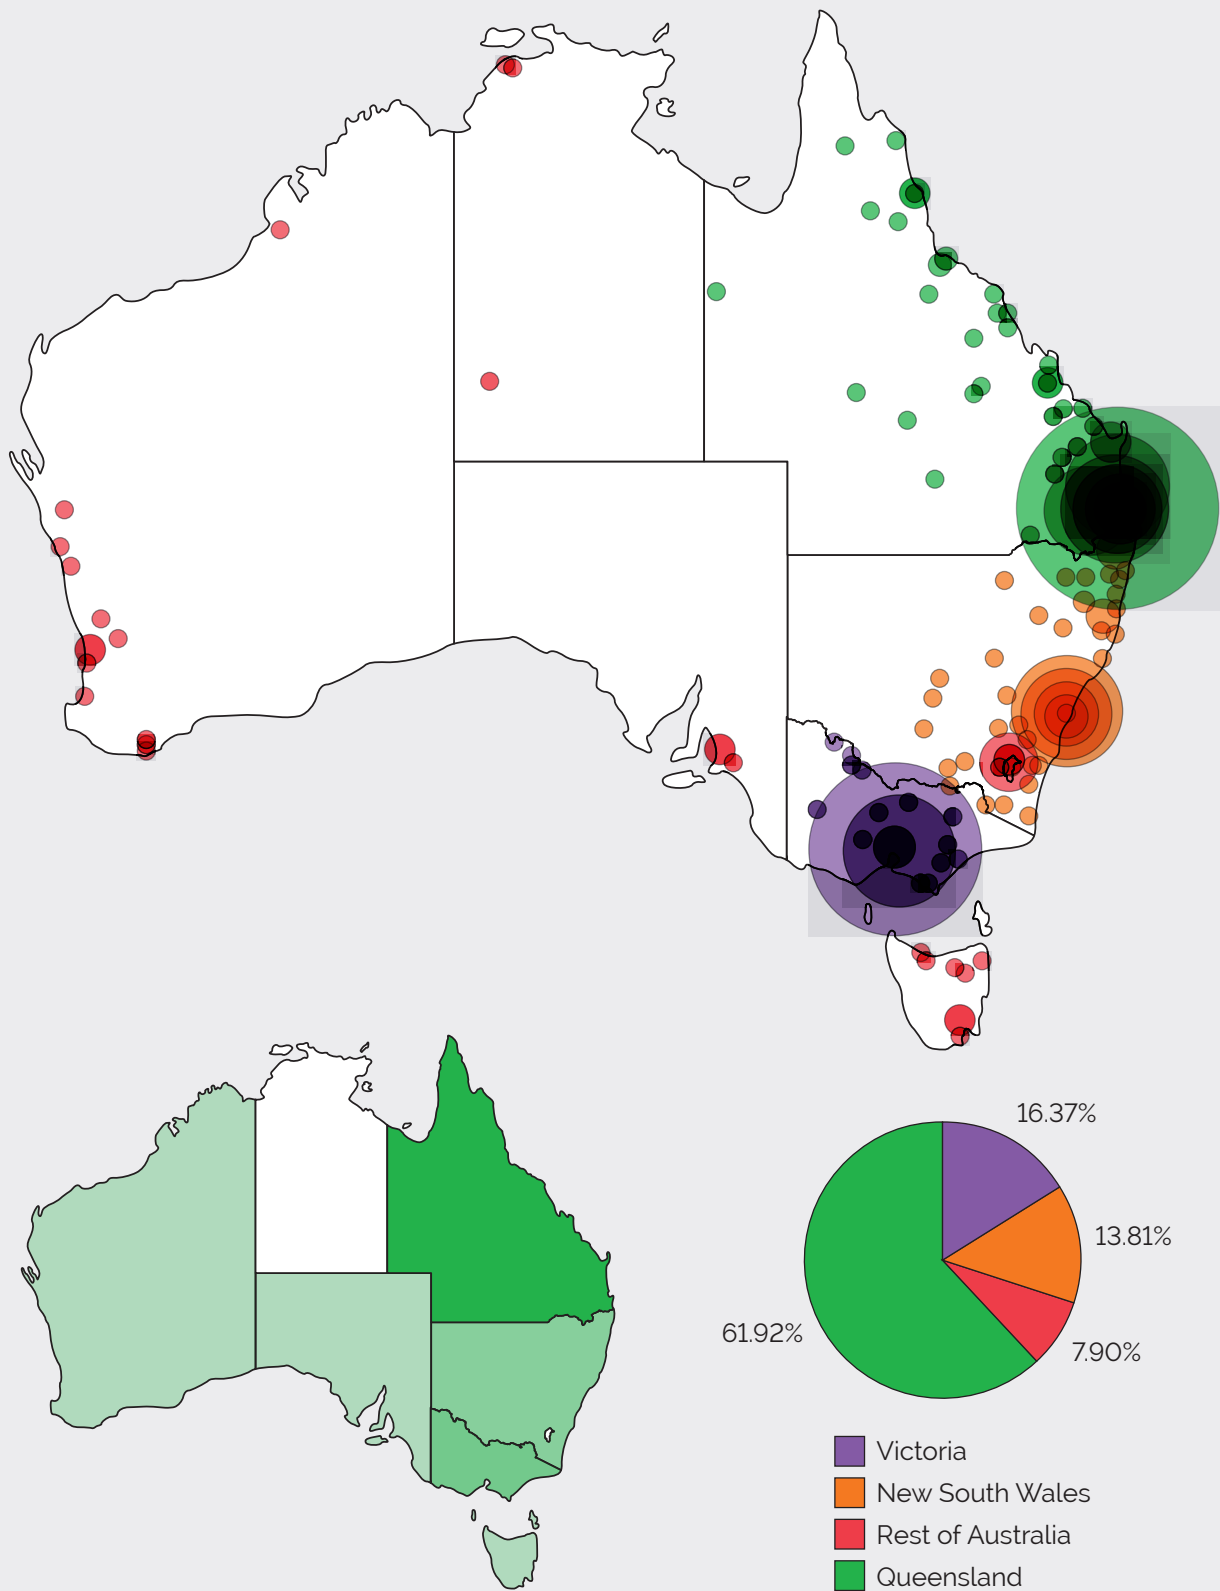 16.37%
13.81%
61.92%
7.90%
Victoria
New South Wales
Rest of Australia
Queensland